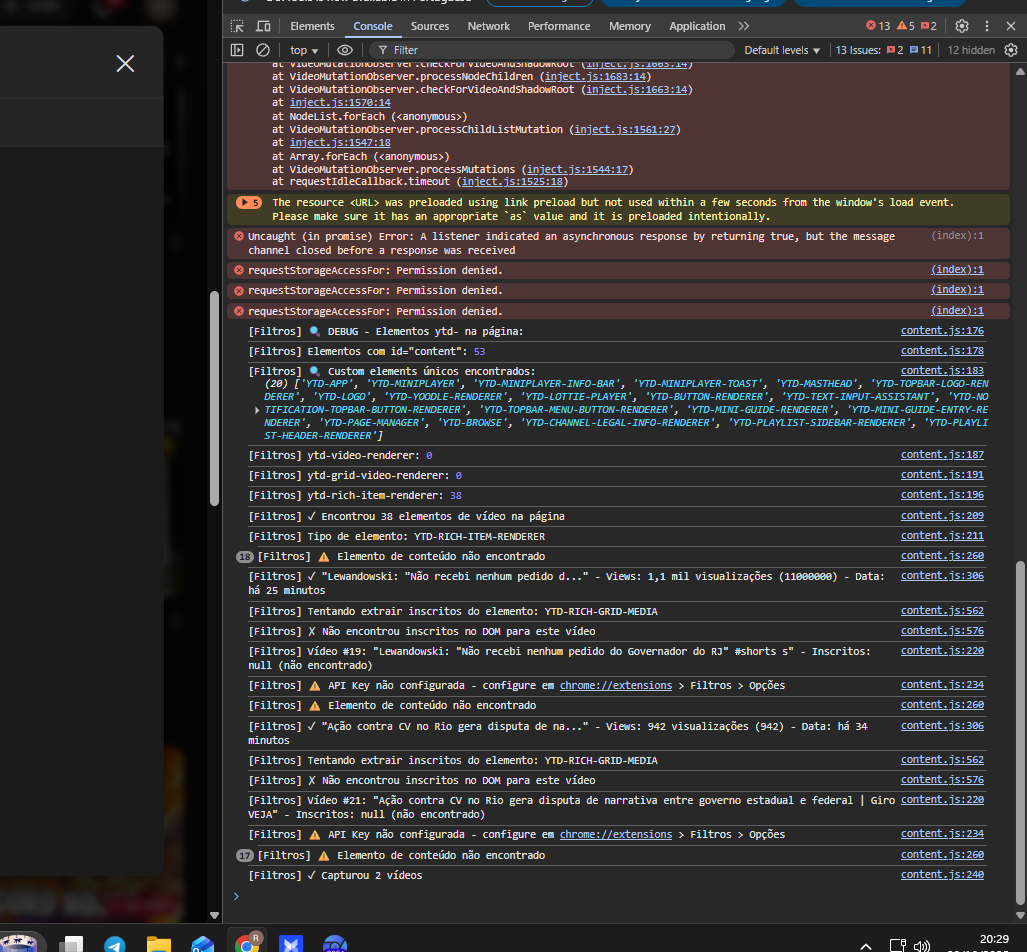 Elements Console Sources Network Performance Memory Application 13 5 2
top Filter Default levels 13 Issues: 2 11 12 hidden
at VideoMutationObserver.checkForVideoAndShadowRoot (inject.js:1663:14)
at VideoMutationObserver.processNodeChildren (inject.js:1683:14)
at VideoMutationObserver.checkForVideoAndShadowRoot (inject.js:1663:14)
at inject.js:1570:14
at NodeList.forEach (<anonymous>)
at VideoMutationObserver.processChildListMutation (inject.js:1561:27)
at inject.js:1547:18
at Array.forEach (<anonymous>)
at VideoMutationObserver.processMutations (inject.js:1544:17)
at requestIdleCallback.timeout (inject.js:1525:18)
5 The resource <URL> was preloaded using link preload but not used within a few seconds from the window's load event.
Please make sure it has an appropriate `as` value and it is preloaded intentionally.
Uncaught (in promise) Error: A listener indicated an asynchronous response by returning true, but the message (index):1
channel closed before a response was received
requestStorageAccessFor: Permission denied. (index):1
requestStorageAccessFor: Permission denied. (index):1
requestStorageAccessFor: Permission denied. (index):1
[Filtros] 🔍 DEBUG - Elementos ytd- na página: content.js:176
[Filtros] Elementos com id="content": 53 content.js:178
[Filtros] 🔍 Custom elements únicos encontrados: content.js:183
(20) ['YTD-APP', 'YTD-MINIPLAYER', 'YTD-MINIPLAYER-INFO-BAR', 'YTD-MINIPLAYER-TOAST', 'YTD-MASTHEAD', 'YTD-TOPBAR-LOGO-REN
DERER', 'YTD-LOGO', 'YTD-YOODLE-RENDERER', 'YTD-LOTTIE-PLAYER', 'YTD-BUTTON-RENDERER', 'YTD-TEXT-INPUT-ASSISTANT', 'YTD-NO
TIFICATION-TOPBAR-BUTTON-RENDERER', 'YTD-TOPBAR-MENU-BUTTON-RENDERER', 'YTD-MINI-GUIDE-RENDERER', 'YTD-MINI-GUIDE-ENTRY-RE
NDERER', 'YTD-PAGE-MANAGER', 'YTD-BROWSE', 'YTD-CHANNEL-LEGAL-INFO-RENDERER', 'YTD-PLAYLIST-SIDEBAR-RENDERER', 'YTD-PLAYLI
ST-HEADER-RENDERER']
[Filtros] ytd-video-renderer: 0 content.js:187
[Filtros] ytd-grid-video-renderer: 0 content.js:191
[Filtros] ytd-rich-item-renderer: 38 content.js:196
[Filtros] ✓ Encontrou 38 elementos de vídeo na página content.js:209
[Filtros] Tipo de elemento: YTD-RICH-ITEM-RENDERER content.js:211
18 [Filtros] ⚠ Elemento de conteúdo não encontrado content.js:260
[Filtros] ✓ "Lewandowski: "Não recebi nenhum pedido d..." - Views: 1,1 mil visualizações (11000000) - Data: content.js:306
há 25 minutos
[Filtros] Tentando extrair inscritos do elemento: YTD-RICH-GRID-MEDIA content.js:562
[Filtros] ✗ Não encontrou inscritos no DOM para este vídeo content.js:576
[Filtros] Vídeo #19: "Lewandowski: "Não recebi nenhum pedido do Governador do RJ" #shorts s" - Inscritos: content.js:220
null (não encontrado)
[Filtros] ⚠ API Key não configurada - configure em chrome://extensions > Filtros > Opções content.js:234
[Filtros] ⚠ Elemento de conteúdo não encontrado content.js:260
[Filtros] ✓ "Ação contra CV no Rio gera disputa de na..." - Views: 942 visualizações (942) - Data: há 34 content.js:306
minutos
[Filtros] Tentando extrair inscritos do elemento: YTD-RICH-GRID-MEDIA content.js:562
[Filtros] ✗ Não encontrou inscritos no DOM para este vídeo content.js:576
[Filtros] Vídeo #21: "Ação contra CV no Rio gera disputa de narrativa entre governo estadual e federal | Giro content.js:220
VEJA" - Inscritos: null (não encontrado)
[Filtros] ⚠ API Key não configurada - configure em chrome://extensions > Filtros > Opções content.js:234
17 [Filtros] ⚠ Elemento de conteúdo não encontrado content.js:260
[Filtros] ✓ Capturou 2 vídeos content.js:240
R
20:29